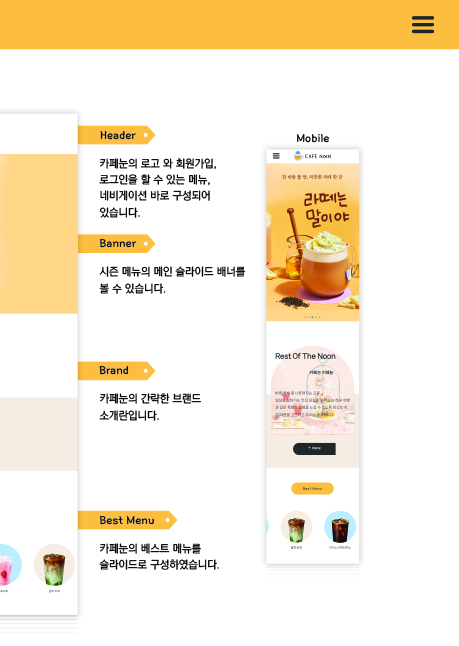 Header
카페눈의 로고 와 회원가입,
로그인을 할 수 있는 메뉴,
네비게이션 바로 구성되어
있습니다.
Banner
시즌 메뉴의 메인 슬라이드 배너를
볼 수 있습니다.
Brand
카페눈의 간략한 브랜드
소개란입니다.
Best Menu
카페눈의 베스트 메뉴를
슬라이드로 구성하였습니다.
Mobile
CAFE NOON
라떼는
말이야
Rest Of The Noon
카페눈 카페눈
+ more
Best Menu